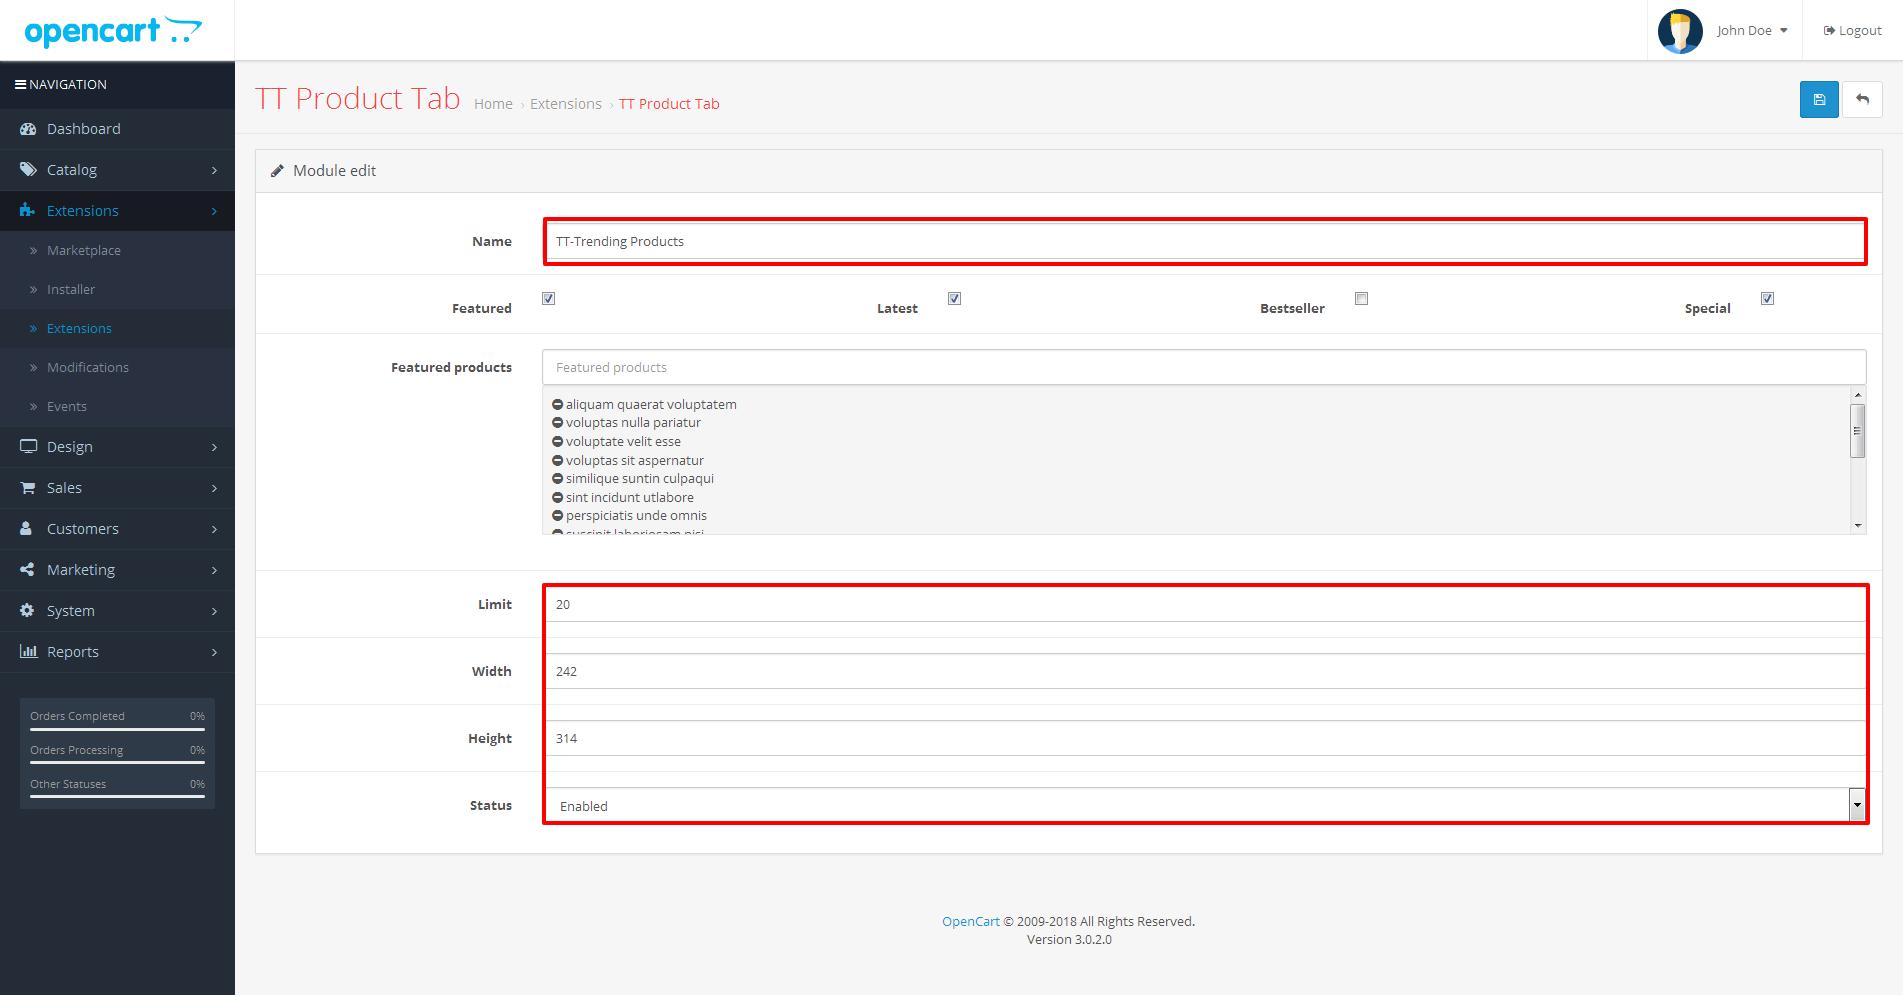 opencart
John Doe
Logout
NAVIGATION
Dashboard
Catalog
Extensions
Marketplace
Installer
Extensions
Modifications
Events
Design
Sales
Customers
Marketing
System
Reports
Orders Completed 0%
Orders Processing 0%
Other Statuses 0%
TT Product Tab
Home › Extensions › TT Product Tab
Module edit
Name TT-Trending Products
Featured Latest Bestseller Special
Featured products Featured products
aliquam quaerat voluptatem
voluptas nulla pariatur
voluptate velit esse
voluptas sit aspernatur
similique suntin culpaqui
sint incidunt utlabore
perspiciatis unde omnis
suscipit laboriosam nisi
Limit 20
Width 242
Height 314
Status Enabled
OpenCart © 2009-2018 All Rights Reserved.
Version 3.0.2.0